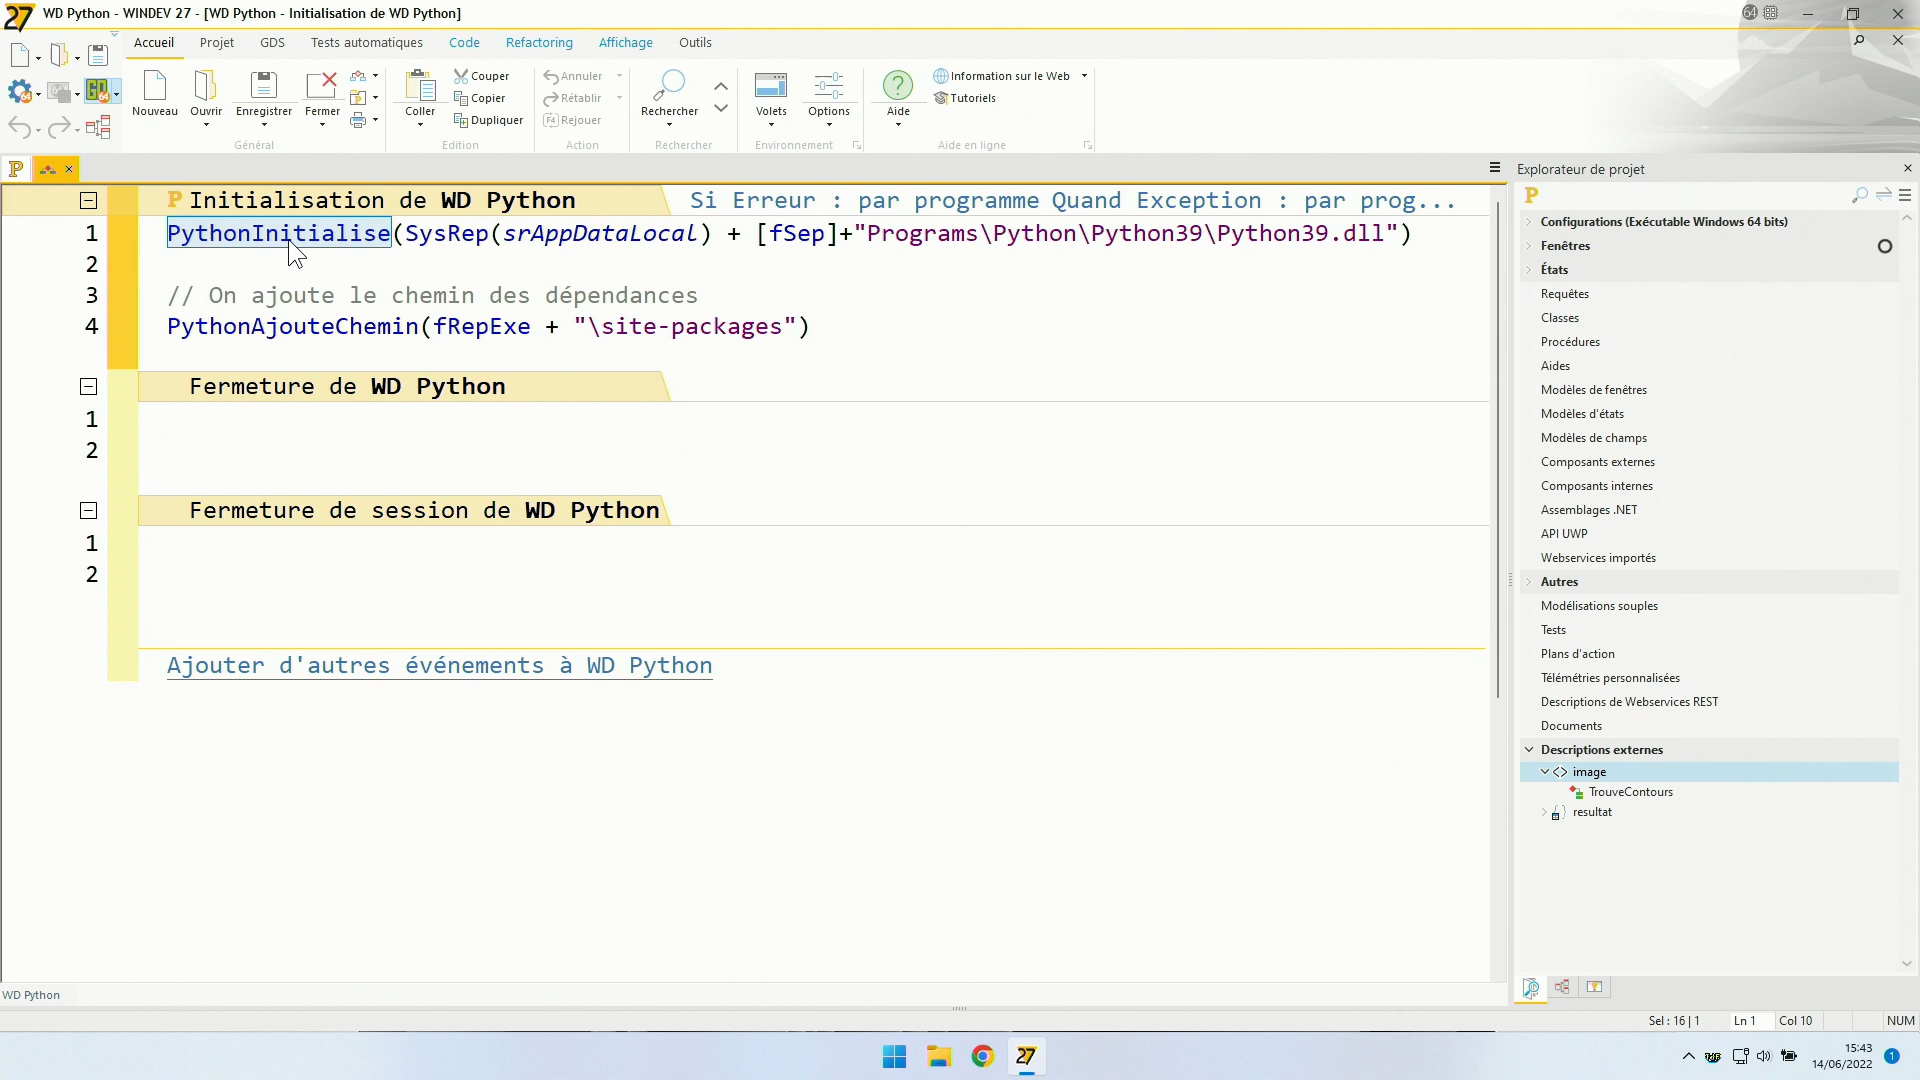 27 WD Python - WINDEV 27 - [WD Python - Initialisation de WD Python]
64
Accueil Projet GDS Tests automatiques Code Refactoring Affichage Outils
GO 64
Nouveau Ouvrir Enregistrer Fermer
Général
Coller Couper
Copier
Dupliquer
Edition
Annuler
Rétablir
F4 Rejouer
Action
Rechercher
Rechercher
Volets Options
Environnement
Aide
Information sur le Web
Tutoriels
Aide en ligne
P
Explorateur de projet
P Initialisation de WD Python Si Erreur : par programme Quand Exception : par prog...
1 PythonInitialise(SysRep(srAppDataLocal) + [fSep]+"Programs\Python\Python39\Python39.dll")
2
3 // On ajoute le chemin des dépendances
4 PythonAjouteChemin(fRepExe + "\site-packages")
Fermeture de WD Python
1
2
Fermeture de session de WD Python
1
2
Ajouter d'autres événements à WD Python
P
Configurations (Exécutable Windows 64 bits)
Fenêtres
États
Requêtes
Classes
Procédures
Aides
Modèles de fenêtres
Modèles d'états
Modèles de champs
Composants externes
Composants internes
Assemblages .NET
API UWP
Webservices importés
Autres
Modélisations souples
Tests
Plans d'action
Télémétries personnalisées
Descriptions de Webservices REST
Documents
Descriptions externes
image
TrouveContours
resultat
WD Python
Sel : 16 | 1 Ln 1 Col 10 NUM
27
15:43
14/06/2022
1